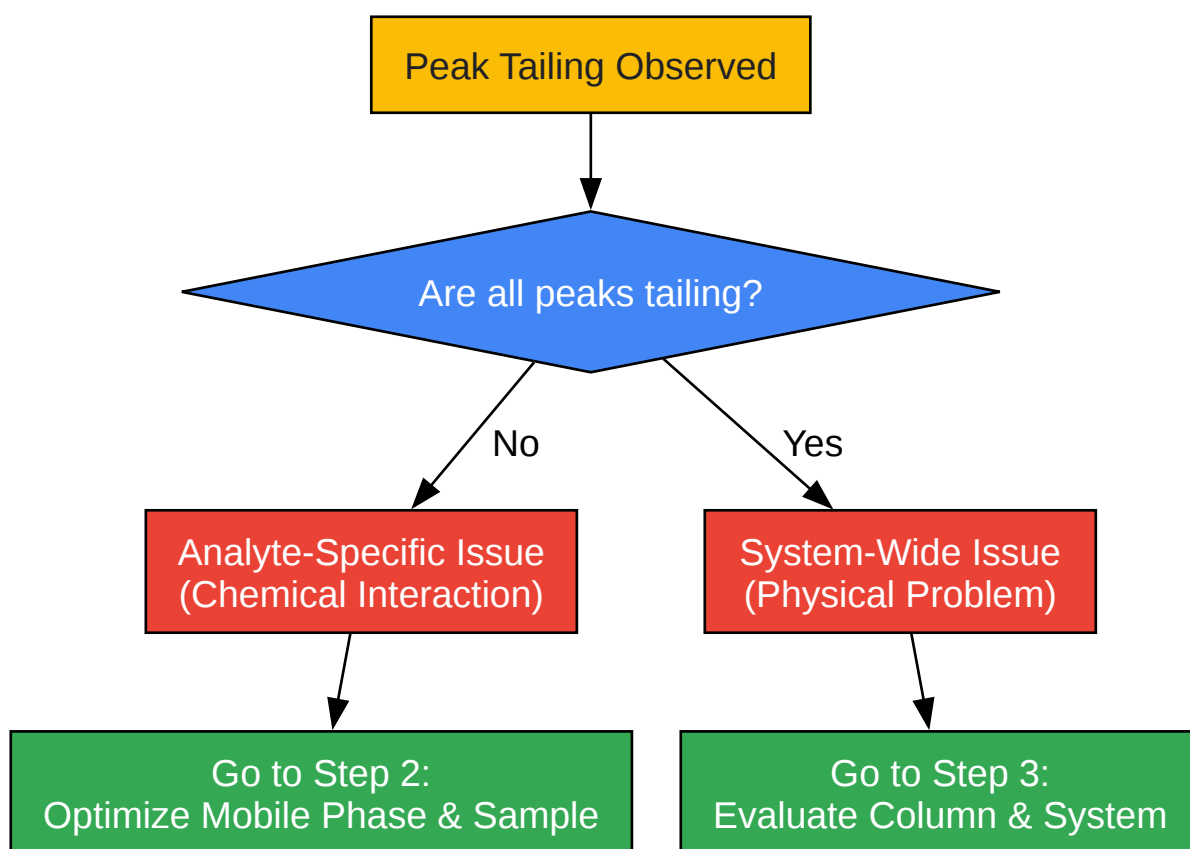 Peak Tailing Observed
Are all peaks tailing?
No
Yes
Analyte-Specific Issue
(Chemical Interaction)
System-Wide Issue
(Physical Problem)
Go to Step 2:
Optimize Mobile Phase & Sample
Go to Step 3:
Evaluate Column & System